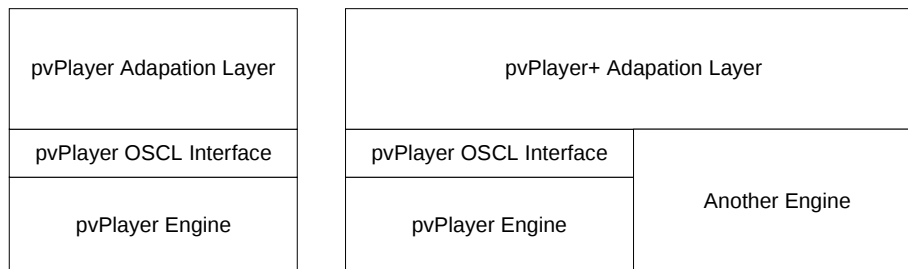 pvPlayer Adapation Layer
pvPlayer OSCL Interface
pvPlayer Engine
pvPlayer+ Adapation Layer
pvPlayer OSCL Interface
pvPlayer Engine
Another Engine